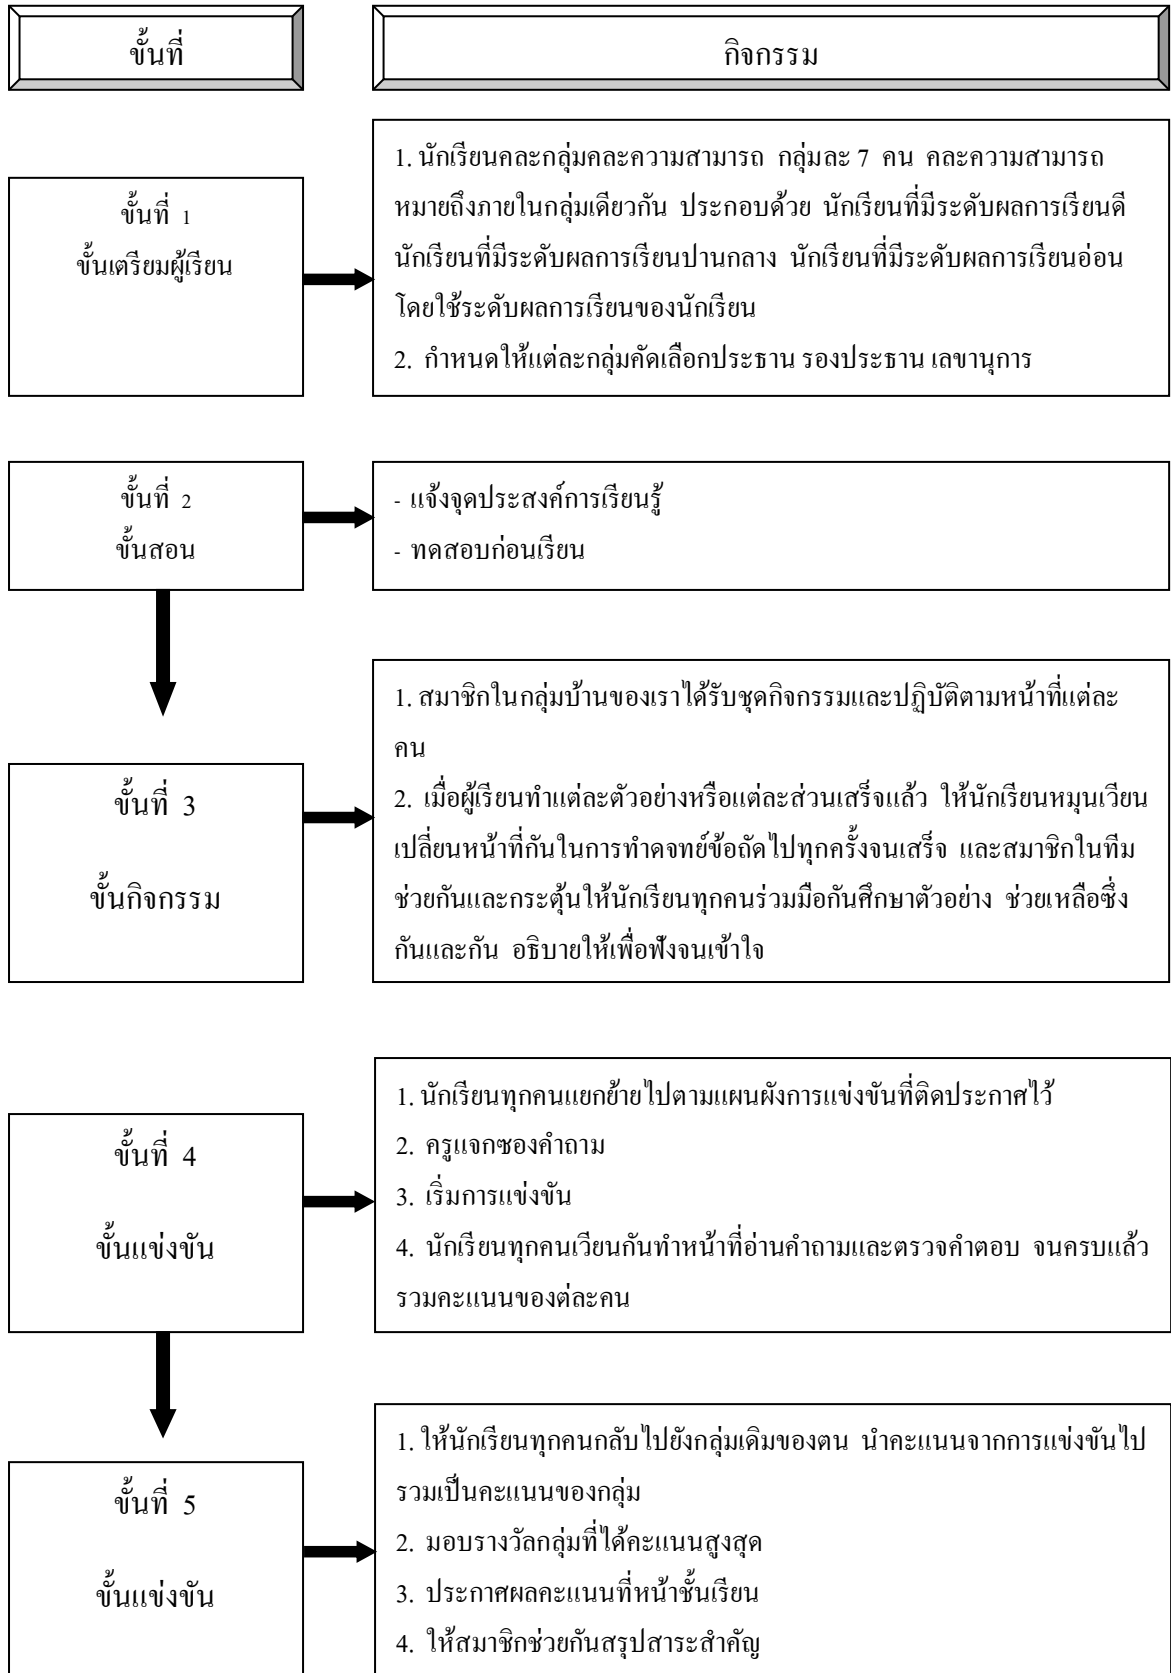 ขั้นที่
กิจกรรม
ขั้นที่ 1
ขั้นเตรียมผู้เรียน
1. นักเรียนคละกลุ่มคละความสามารถ กลุ่มละ 7 คน คละความสามารถ
หมายถึงภายในกลุ่มเดียวกัน ประกอบด้วย นักเรียนที่มีระดับผลการเรียนดี
นักเรียนที่มีระดับผลการเรียนปานกลาง นักเรียนที่มีระดับผลการเรียนอ่อน
โดยใช้ระดับผลการเรียนของนักเรียน
2. กำหนดให้แต่ละกลุ่มคัดเลือกประธาน รองประธาน เลขานุการ
ขั้นที่ 2
ขั้นสอน
- แจ้งจุดประสงค์การเรียนรู้
- ทดสอบก่อนเรียน
ขั้นที่ 3
ขั้นกิจกรรม
1. สมาชิกในกลุ่มบ้านของเราได้รับชุดกิจกรรมและปฏิบัติตามหน้าที่แต่ละ
คน
2. เมื่อผู้เรียนทำแต่ละตัวอย่างหรือแต่ละส่วนเสร็จแล้ว ให้นักเรียนหมุนเวียน
เปลี่ยนหน้าที่กันในการทำดจทย์ข้อถัดไปทุกครั้งจนเสร็จ และสมาชิกในทีม
ช่วยกันและกระตุ้นให้นักเรียนทุกคนร่วมมือกันศึกษาตัวอย่าง ช่วยเหลือซึ่ง
กันและกัน อธิบายให้เพื่อฟังจนเข้าใจ
ขั้นที่ 4
ขั้นแข่งขัน
1. นักเรียนทุกคนแยกย้ายไปตามแผนผังการแข่งขันที่ติดประกาศไว้
2. ครูแจกซองคำถาม
3. เริ่มการแข่งขัน
4. นักเรียนทุกคนเวียนกันทำหน้าที่อ่านคำถามและตรวจคำตอบ จนครบแล้ว
รวมคะแนนของต่ละคน
ขั้นที่ 5
ขั้นแข่งขัน
1. ให้นักเรียนทุกคนกลับไปยังกลุ่มเดิมของตน นำคะแนนจากการแข่งขันไป
รวมเป็นคะแนนของกลุ่ม
2. มอบรางวัลกลุ่มที่ได้คะแนนสูงสุด
3. ประกาศผลคะแนนที่หน้าชั้นเรียน
4. ให้สมาชิกช่วยกันสรุปสาระสำคัญ